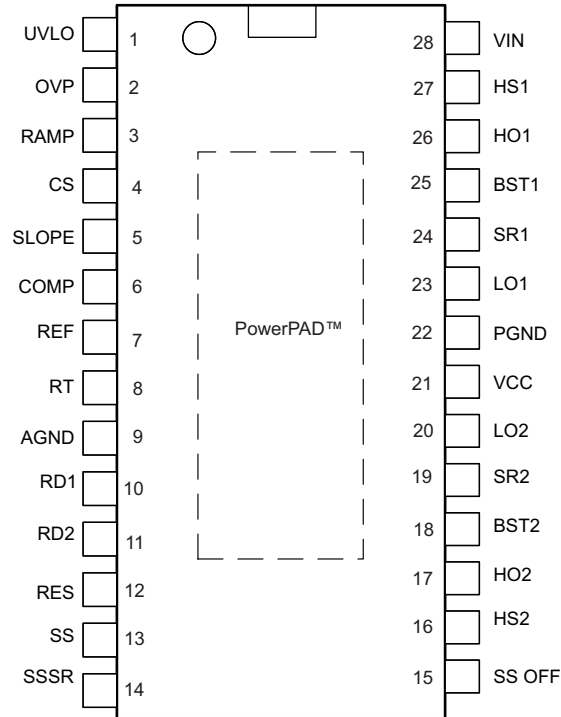 UVLO 1 28 VIN
OVP 2 27 HS1
RAMP 3 26 HO1
CS 4 25 BST1
SLOPE 5 24 SR1
COMP 6 23 LO1
REF 7 PowerPAD™ 22 PGND
RT 8 21 VCC
AGND 9 20 LO2
RD1 10 19 SR2
RD2 11 18 BST2
RES 12 17 HO2
SS 13 16 HS2
SSSR 14 15 SS OFF